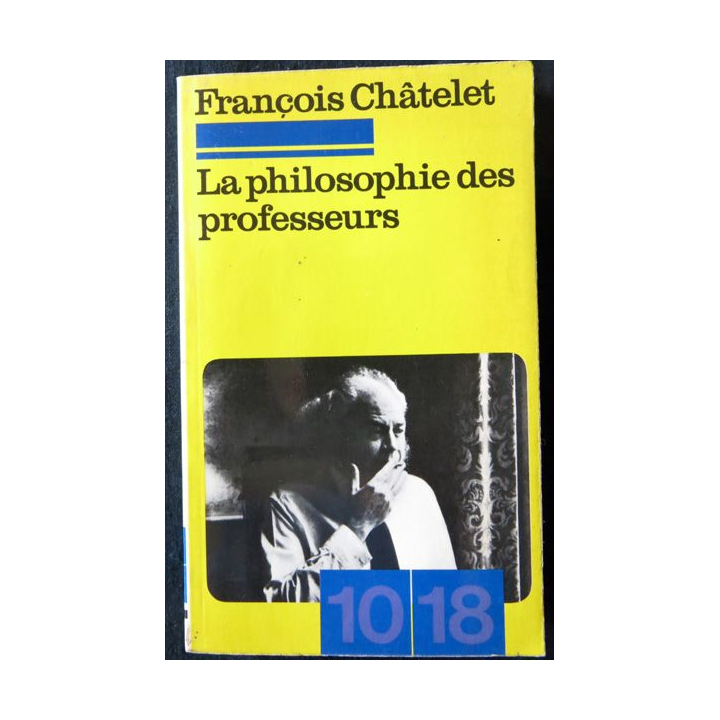 François Châtelet
La philosophie des
professeurs
10 18